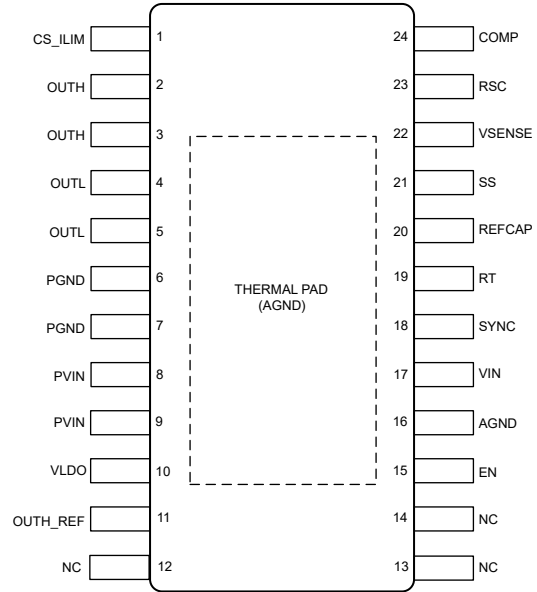 CS_ILIM 1 24 COMP
OUTH 2 23 RSC
OUTH 3 22 VSENSE
OUTL 4 21 SS
OUTL 5 20 REFCAP
PGND 6 19 RT
THERMAL PAD
(AGND)
PGND 7 18 SYNC
PVIN 8 17 VIN
PVIN 9 16 AGND
VLDO 10 15 EN
OUTH_REF 11 14 NC
NC 12 13 NC